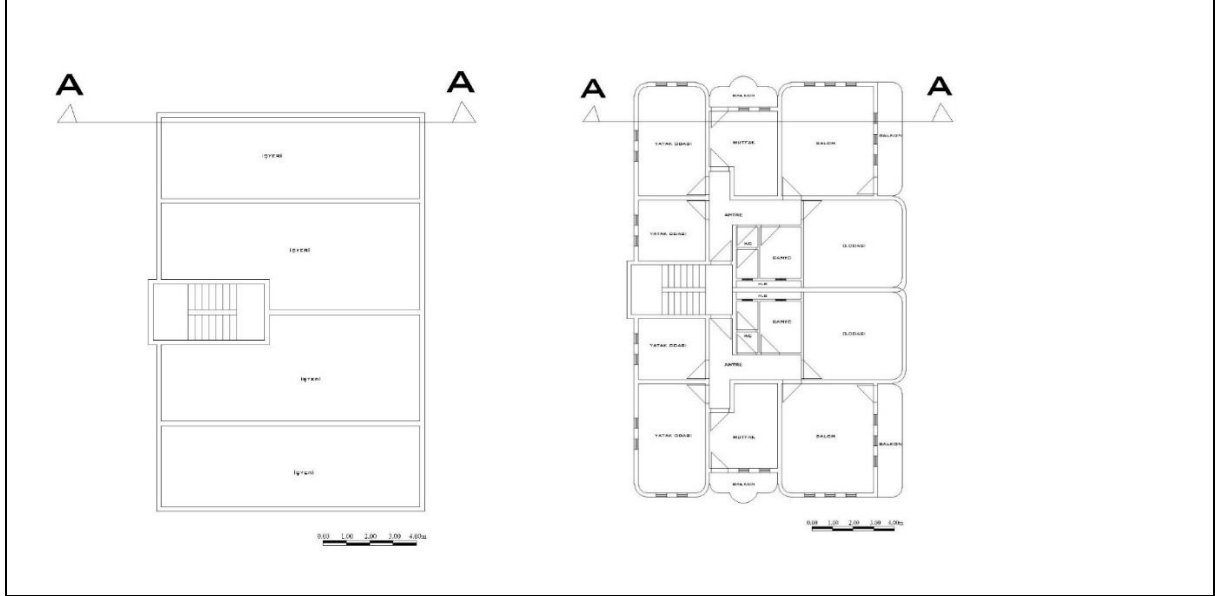 A A
İŞYERİ
İŞYERİ
İŞYERİ
İŞYERİ
0.00 1.00 2.00 3.00 4.00m
A A
BALKON
YATAK ODASI MUTFAK SALON BALKON
ANTRE
YATAK ODASI WC BANYO O.ODASI
H.B
H.B
YATAK ODASI WC BANYO O.ODASI
ANTRE
YATAK ODASI MUTFAK SALON BALKON
BALKON
0.00 1.00 2.00 3.00 4.00m